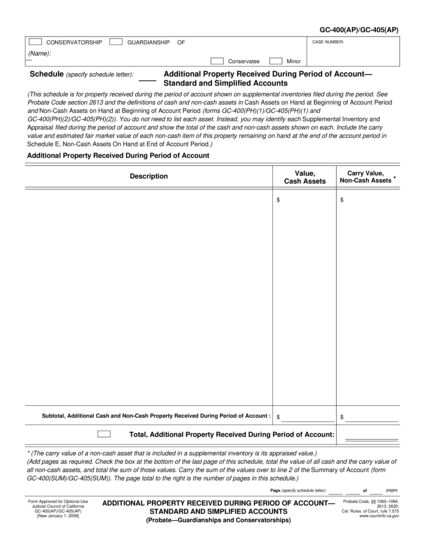 GC-400(AP)/GC-405(AP)
CONSERVATORSHIP GUARDIANSHIP OF
CASE NUMBER:
(Name):
Conservatee Minor
Schedule (specify schedule letter): Additional Property Received During Period of Account—
Standard and Simplified Accounts
(This schedule is for property received during the period of account shown on supplemental inventories filed during the period. See
Probate Code section 2613 and the definitions of cash and non-cash assets in Cash Assets on Hand at Beginning of Account Period
and Non-Cash Assets on Hand at Beginning of Account Period (forms GC-400(PH)(1)/GC-405(PH)(1) and
GC-400(PH)(2)/GC-405(PH)(2)). You do not need to list each asset. Instead, you may identify each Supplemental Inventory and
Appraisal filed during the period of account and show the total of the cash and non-cash assets shown on each. Include the carry
value and estimated fair market value of each non-cash item of this property remaining on hand at the end of the account period in
Schedule E, Non-Cash Assets On Hand at End of Account Period.)
Additional Property Received During Period of Account
Description
Value,
Cash Assets
Carry Value,
Non-Cash Assets *
$ $
Subtotal, Additional Cash and Non-Cash Property Received During Period of Account : $ $
Total, Additional Property Received During Period of Account:
* (The carry value of a non-cash asset that is included in a supplemental inventory is its appraised value.)
(Add pages as required. Check the box at the bottom of the last page of this schedule, total the value of all cash and the carry value of
all non-cash assets, and total the sum of those values. Carry the sum of the values over to line 2 of the Summary of Account (form
GC-400(SUM)/GC-405(SUM)). The page total to the right is the number of pages in this schedule.)
Page (specify schedule letter): of (page)
Form Approved for Optional Use
Judicial Council of California
GC-400(AP)/GC-405(AP)
[New January 1, 2008]
ADDITIONAL PROPERTY RECEIVED DURING PERIOD OF ACCOUNT—
STANDARD AND SIMPLIFIED ACCOUNTS
(Probate—Guardianships and Conservatorships)
Probate Code, §§ 1060–1064,
2613, 2620;
Cal. Rules of Court, rule 7.575
www.courtinfo.ca.gov